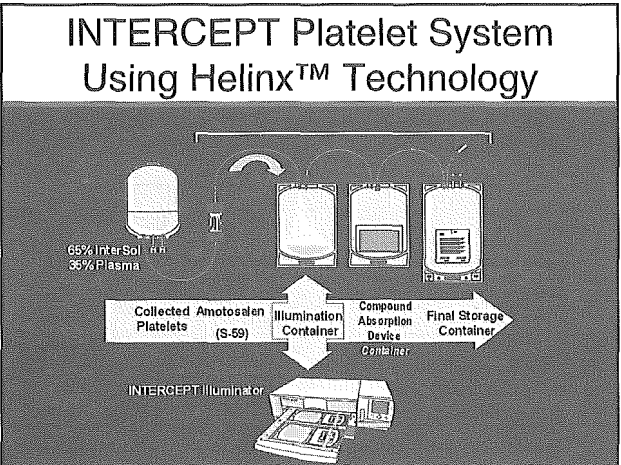 INTERCEPT Platelet System
Using Helinx™ Technology
65% InterSol
35% Plasma
Collected
Platelets
Amotosalen
(S-59)
Illumination
Container
Compound
Absorption
Device
Container
Final Storage
Container
INTERCEPT Illuminator